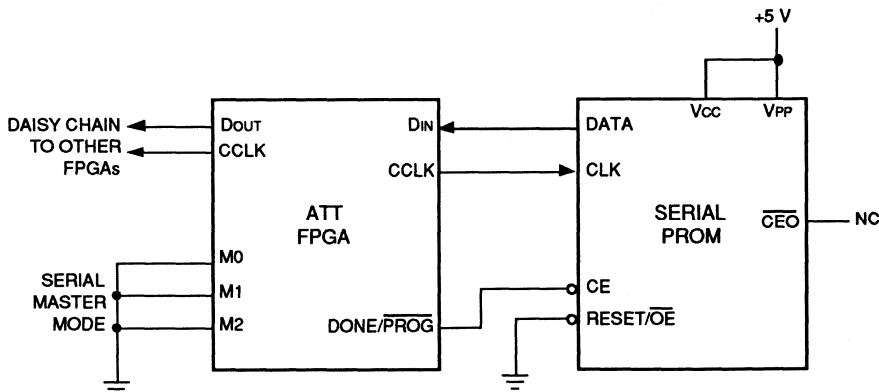 +5 V
VCC
VPP
DAISY CHAIN
TO OTHER
FPGAs
DOUT
CCLK
DIN
CCLK
ATT
FPGA
M0
M1
M2
SERIAL
MASTER
MODE
DONE/PROG
DATA
CLK
SERIAL
PROM
CEO
NC
CE
RESET/OE